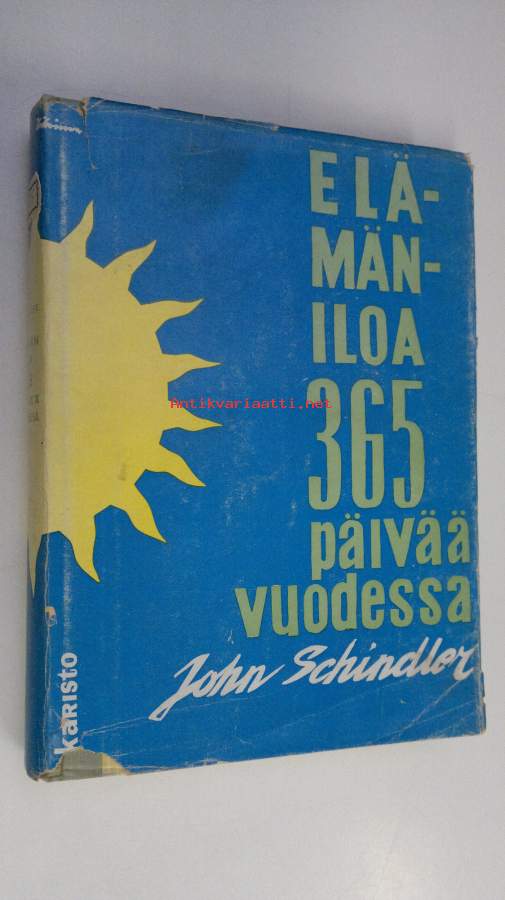 ELÄ-
MÄN-
ILOA
365
päivää
vuodessa
John Schindler
karisto
Antikvariaatti.net